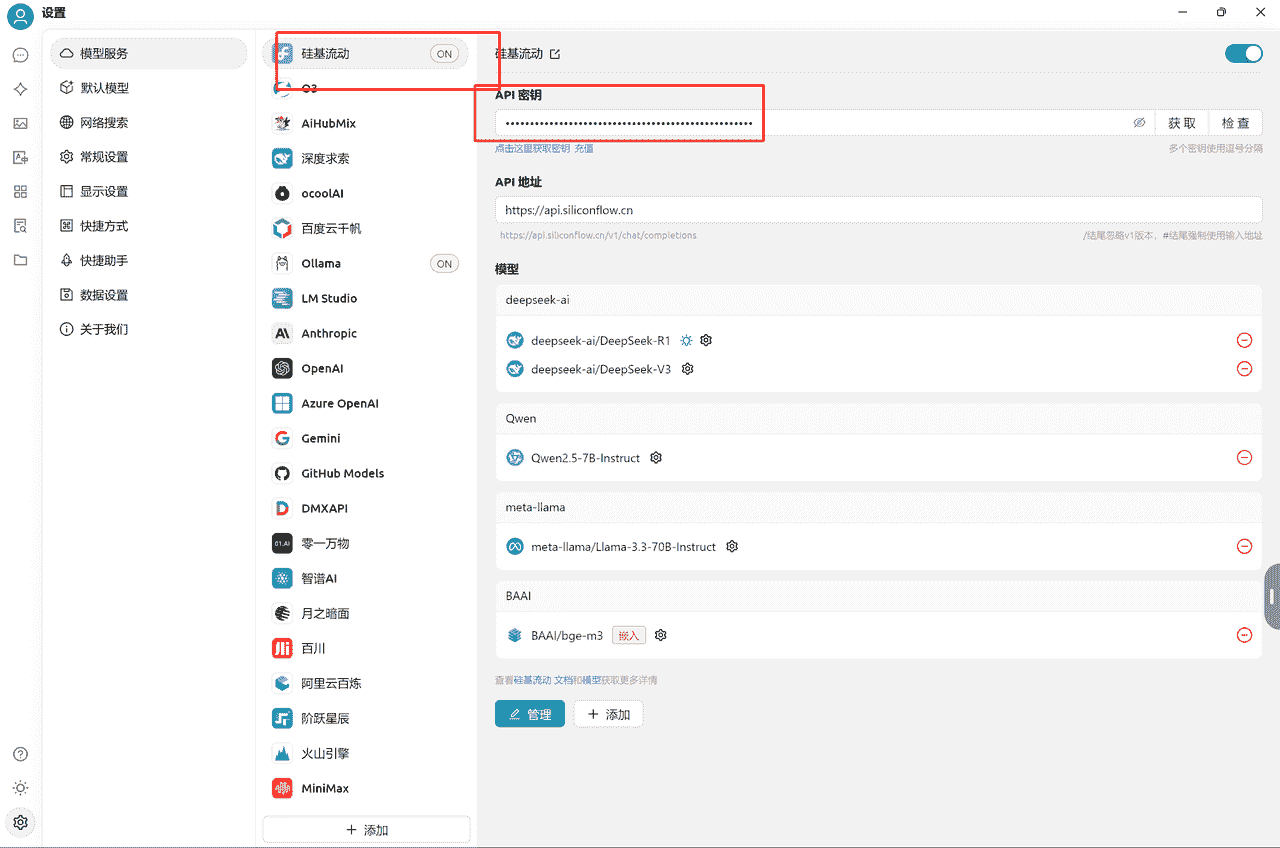 设置
模型服务
默认模型
网络搜索
常规设置
显示设置
快捷方式
快捷助手
数据设置
关于我们
硅基流动 ON
O3
AiHubMix
深度求索
ocoolAI
百度云千帆
Ollama ON
LM Studio
Anthropic
OpenAI
Azure OpenAI
Gemini
GitHub Models
DMXAPI
01.AI 零一万物
智谱AI
月之暗面
百川
阿里云百炼
阶跃星辰
火山引擎
MiniMax
添加
硅基流动
API 密钥
获取 检查
点击这里获取密钥 充值 多个密钥使用逗号分隔
API 地址
https://api.siliconflow.cn
https://api.siliconflow.cn/v1/chat/completions /结尾忽略v1版本，#结尾强制使用输入地址
模型
deepseek-ai
deepseek-ai/DeepSeek-R1
deepseek-ai/DeepSeek-V3
Qwen
Qwen2.5-7B-Instruct
meta-llama
meta-llama/Llama-3.3-70B-Instruct
BAAI
BAAI/bge-m3 嵌入
查看硅基流动 文档和模型获取更多详情
管理 添加